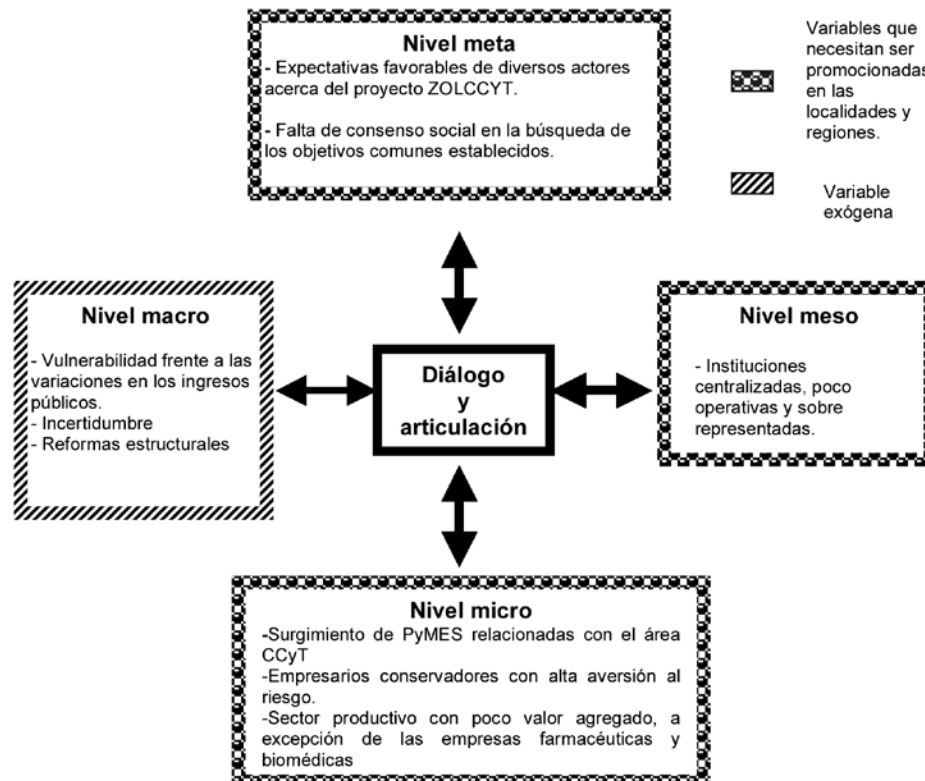 Nivel meta
- Expectativas favorables de diversos actores
acerca del proyecto ZOLCCYT.
- Falta de consenso social en la búsqueda de
los objetivos comunes establecidos.
Variables que
necesitan ser
promocionadas
en las
localidades y
regiones.
Variable
exógena
Nivel macro
- Vulnerabilidad frente a las
variaciones en los ingresos
públicos.
- Incertidumbre
- Reformas estructurales
Diálogo
y
articulación
Nivel meso
- Instituciones
centralizadas, poco
operativas y sobre
representadas.
Nivel micro
-Surgimiento de PyMES relacionadas con el área
CCyT
-Empresarios conservadores con alta aversión al
riesgo.
-Sector productivo con poco valor agregado, a
excepción de las empresas farmacéuticas y
biomédicas